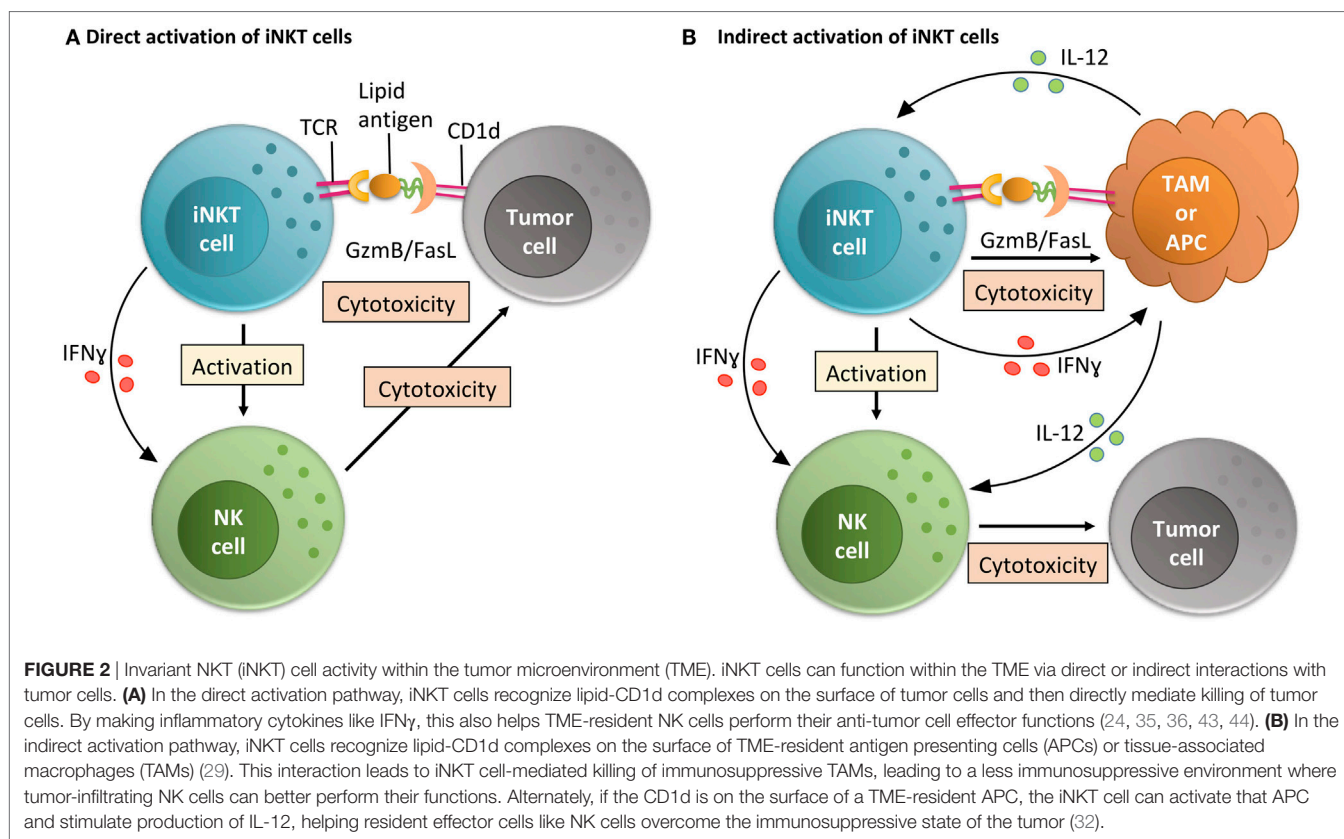 A Direct activation of iNKT cells
TCR
Lipid
antigen
CD1d
iNKT
cell
Tumor
cell
GzmB/FasL
Cytotoxicity
IFNɣ
Activation
Cytotoxicity
NK
cell
B Indirect activation of iNKT cells
IL-12
iNKT
cell
TAM
or
APC
GzmB/FasL
Cytotoxicity
IFNɣ
Activation
IFNɣ
IL-12
NK
cell
Cytotoxicity
Tumor
cell
FIGURE 2 | Invariant NKT (iNKT) cell activity within the tumor microenvironment (TME). iNKT cells can function within the TME via direct or indirect interactions with
tumor cells. (A) In the direct activation pathway, iNKT cells recognize lipid-CD1d complexes on the surface of tumor cells and then directly mediate killing of tumor
cells. By making inflammatory cytokines like IFNγ, this also helps TME-resident NK cells perform their anti-tumor cell effector functions (24, 35, 36, 43, 44). (B) In the
indirect activation pathway, iNKT cells recognize lipid-CD1d complexes on the surface of TME-resident antigen presenting cells (APCs) or tissue-associated
macrophages (TAMs) (29). This interaction leads to iNKT cell-mediated killing of immunosuppressive TAMs, leading to a less immunosuppressive environment where
tumor-infiltrating NK cells can better perform their functions. Alternately, if the CD1d is on the surface of a TME-resident APC, the iNKT cell can activate that APC
and stimulate production of IL-12, helping resident effector cells like NK cells overcome the immunosuppressive state of the tumor (32).